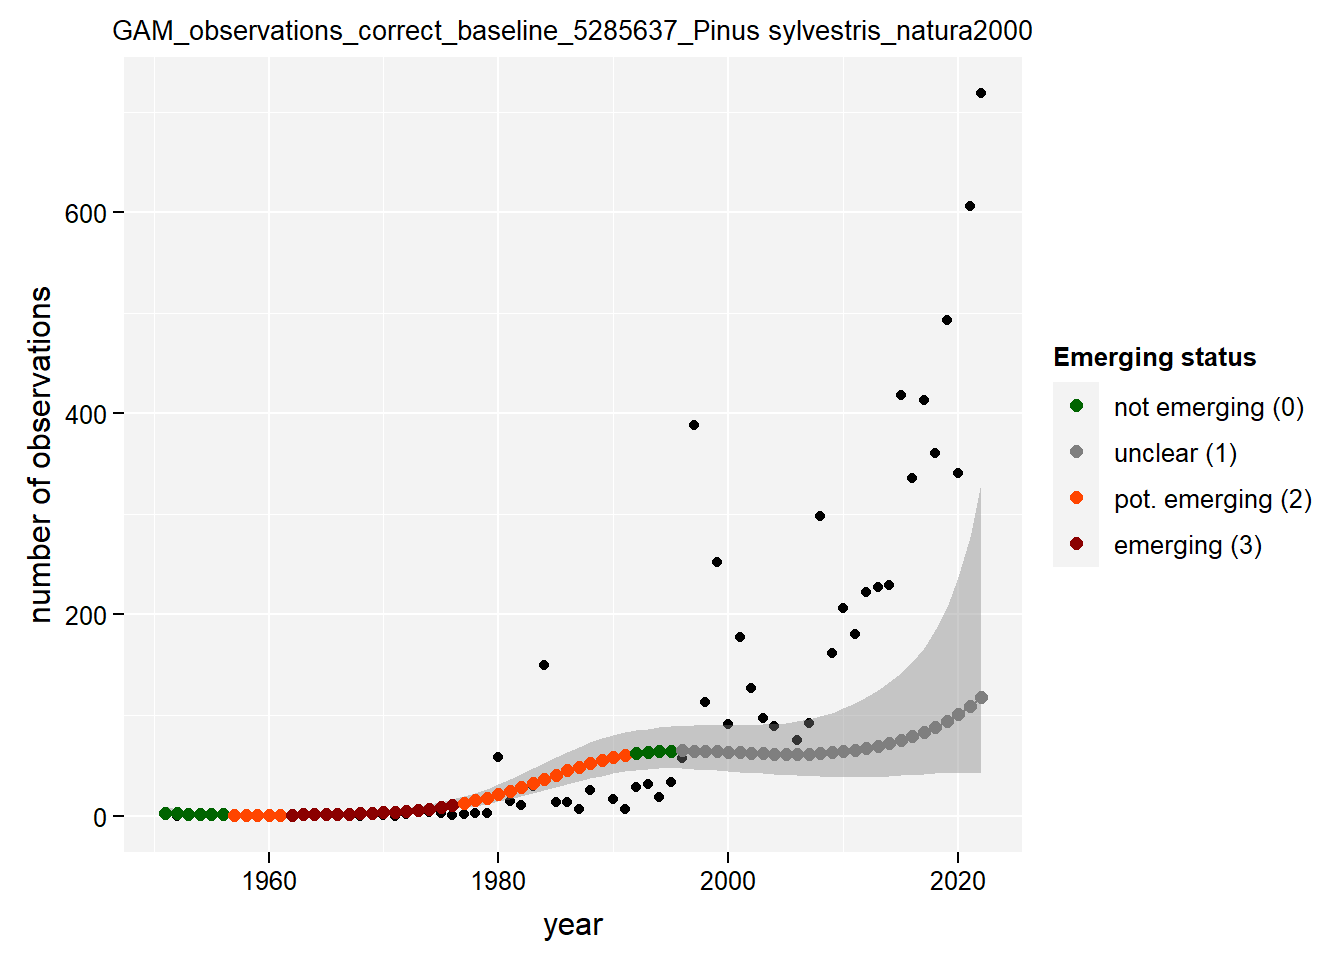 GAM_observations_correct_baseline_5285637_Pinus sylvestris_natura2000
number of observations
600
400
200
0
1960
1980
2000
2020
year
Emerging status
not emerging (0)
unclear (1)
pot. emerging (2)
emerging (3)